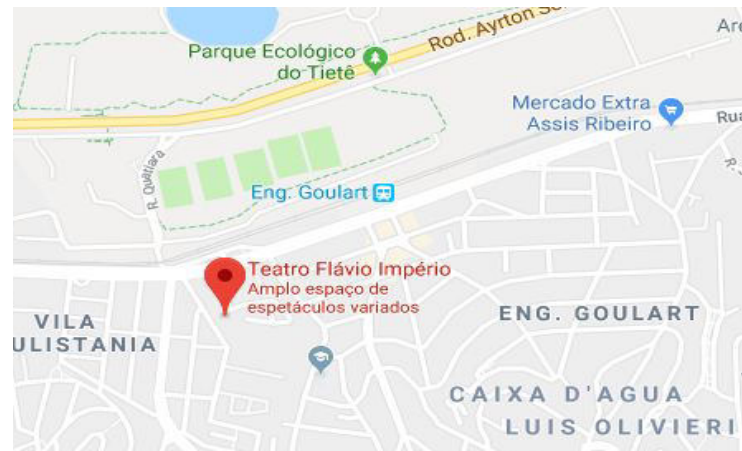 Rod. Ayrton
Parque Ecológico
do Tietê
Mercado Extra
Assis Ribeiro
Rua
R. Quatiara
Eng. Goulart
R.
Teatro Flávio Império
Amplo espaço de
espetáculos variados
VILA
ULISTANIA
ENG. GOULART
CAIXA D'AGUA
LUIS OLIVIERI